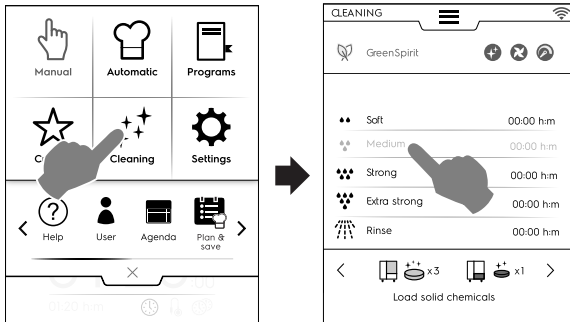 Manual
Automatic
Programs
Cleaning
Settings
Help
User
Agenda
Plan &
save
01:20 h:m
CLEANING
GreenSpirit
Soft 00:00 h:m
Medium 00:00 h:m
Strong 00:00 h:m
Extra strong 00:00 h:m
Rinse 00:00 h:m
x3
x1
Load solid chemicals